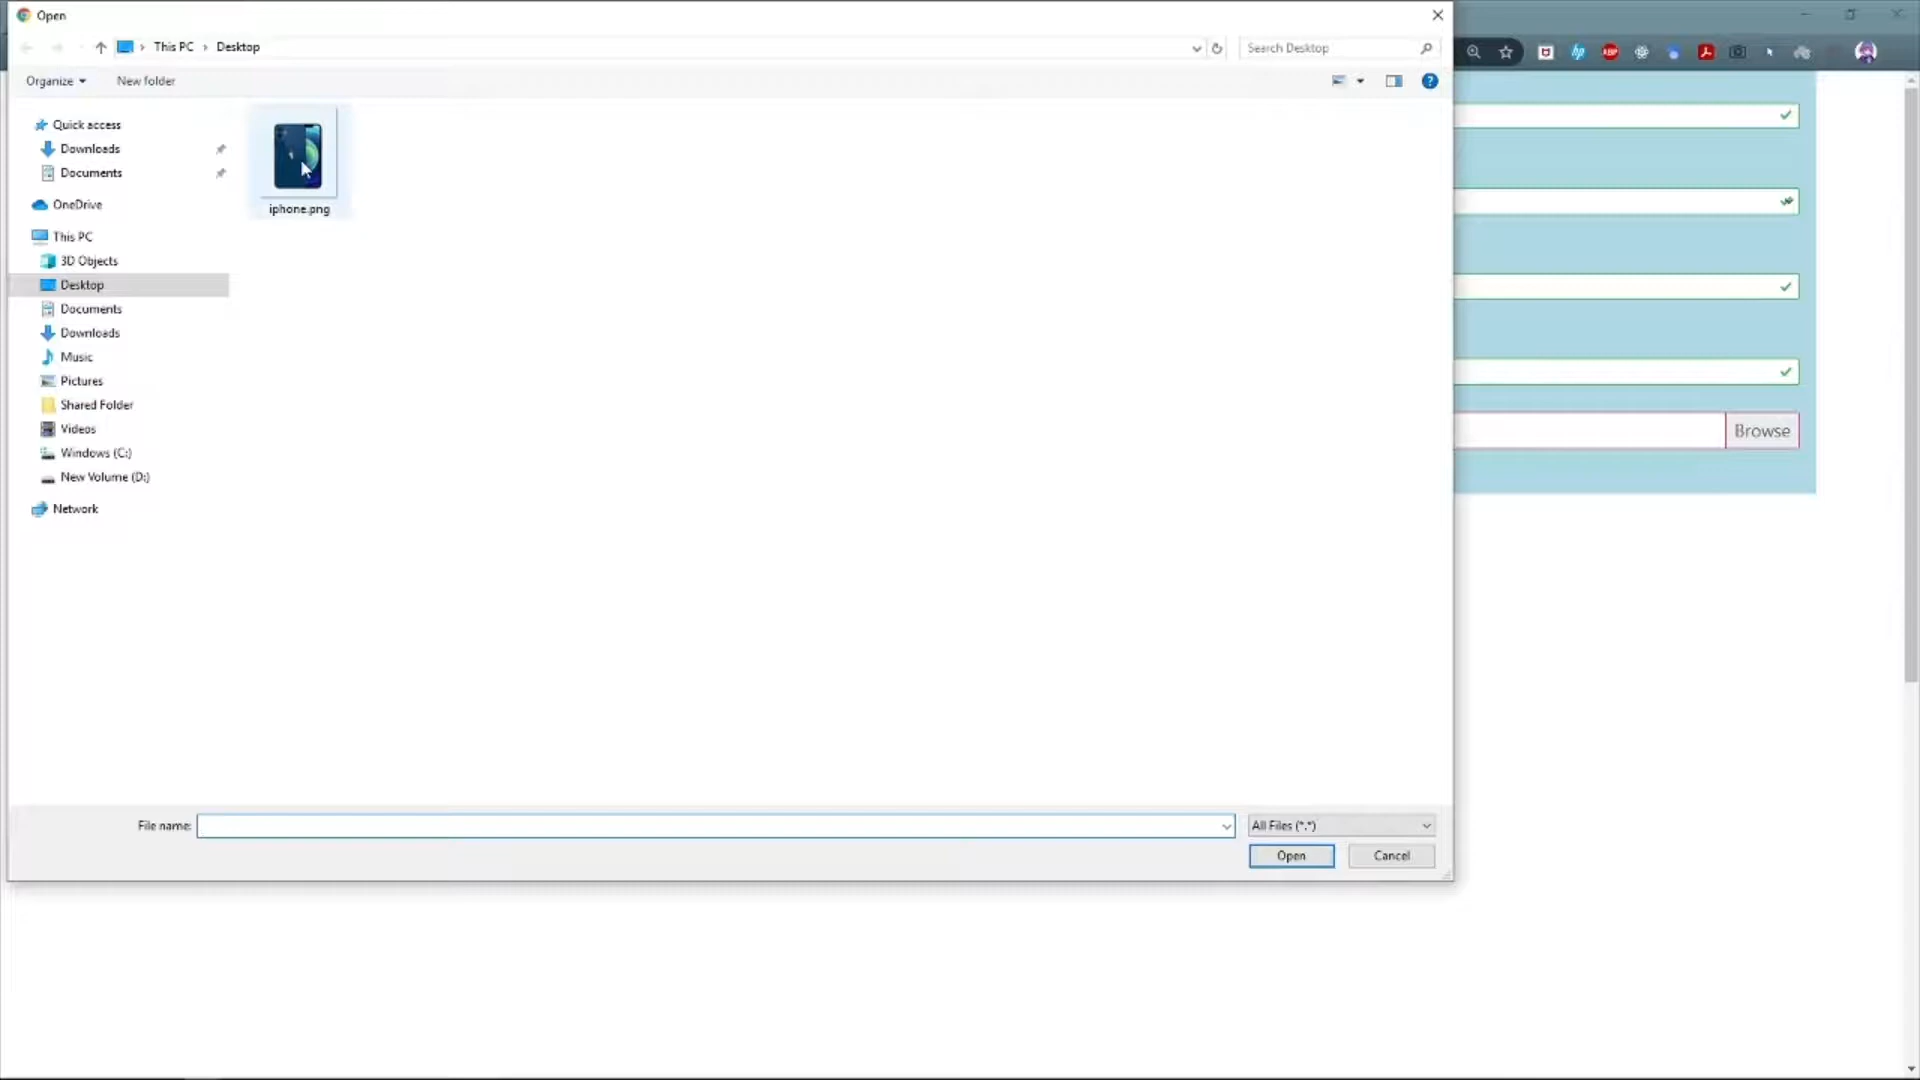 Open
This PC > Desktop
Search Desktop
Organize
New folder
Quick access
Downloads
Documents
OneDrive
This PC
3D Objects
Desktop
Documents
Downloads
Music
Pictures
Shared Folder
Videos
Windows (C:)
New Volume (D:)
Network
iphone.png
Browse
File name:
All Files (*.*)
Open
Cancel